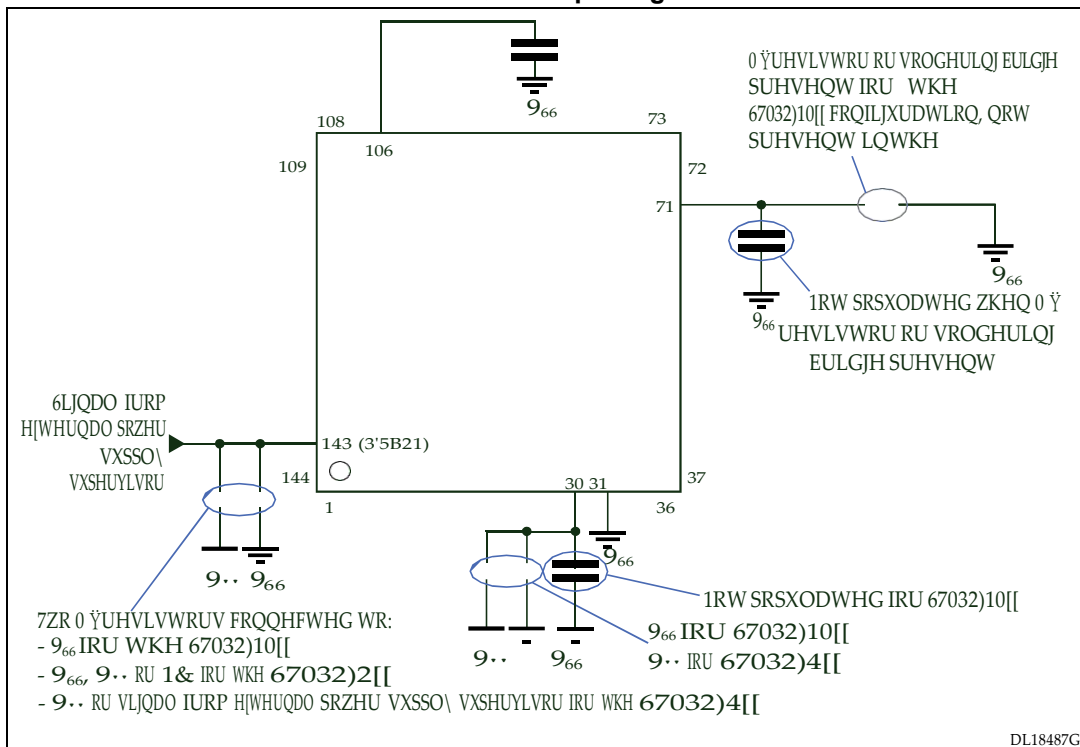 108
73
106
109
72
71
9₆₆
0 ŸUHVLVWRU RU VROGHULQJ EULGJH
SUHVHQW IRU WKH
67032)10[[ FRQILJXUDWLRQ, QRW
SUHVHQW LQWKH
9₆₆
9₆₆
1RW SRSXODWHG ZKHQ 0 Ÿ
UHVLVWRU RU VROGHULQJ
EULGJH SUHVHQW
6LJQDO IURP
H[WHUQDO SRZHU
VXSSO\
VXSHUYLVRU
143 (3'5B21)
144
1
30 31
36
37
9₆₆
9·· 9₆₆
9··
9₆₆
1RW SRSXODWHG IRU 67032)10[[
9₆₆ IRU 67032)10[[
9·· IRU 67032)4[[
7ZR 0 ŸUHVLVWRUV FRQQHFWHG WR:
- 9₆₆ IRU WKH 67032)10[[
- 9₆₆, 9·· RU 1& IRU WKH 67032)2[[
- 9·· RU VLJQDO IURP H[WHUQDO SRZHU VXSSO\ VXSHUYLVRU IRU WKH 67032)4[[
DL18487G